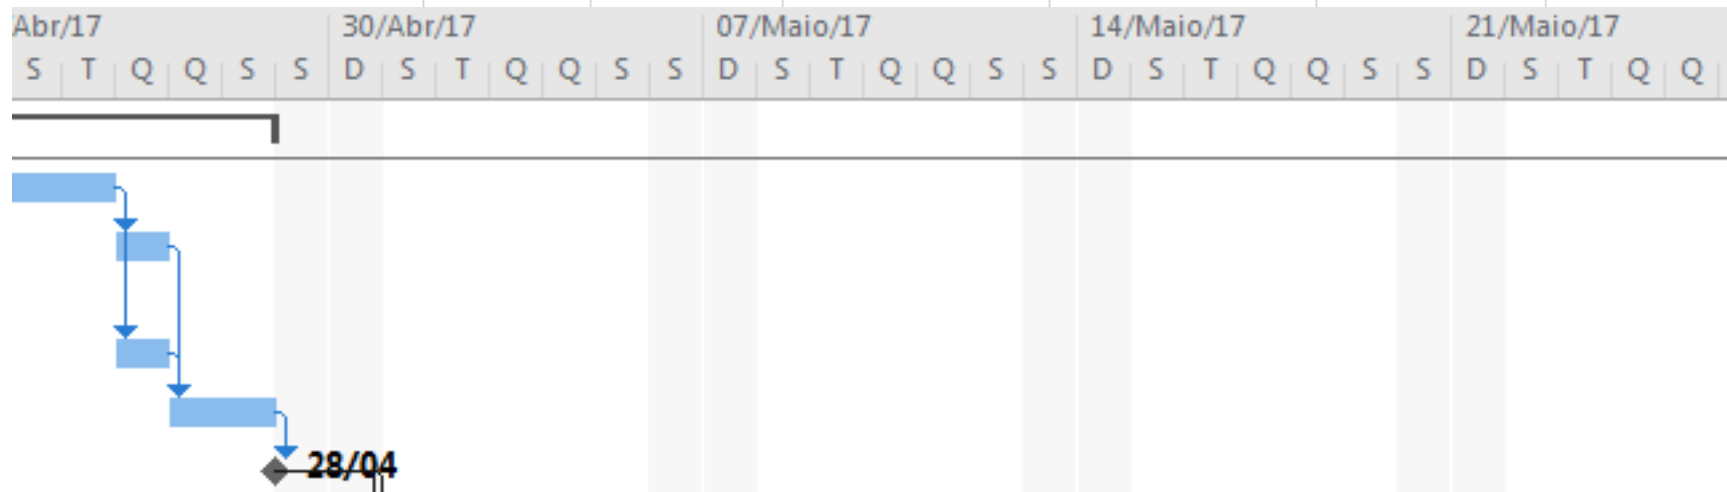 /Abr/17 30/Abr/17 07/Maio/17 14/Maio/17 21/Maio/17
S T Q Q S S D S T Q Q S S D S T Q Q S S D S T Q Q S S D S T Q Q
28/04